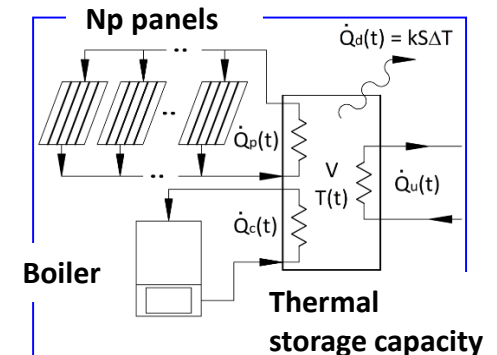 Np panels
Q̇d(t) = kSΔT
..
..
Q̇p(t)
V
T(t)
Q̇u(t)
..
Q̇c(t)
Boiler
Thermal
storage capacity